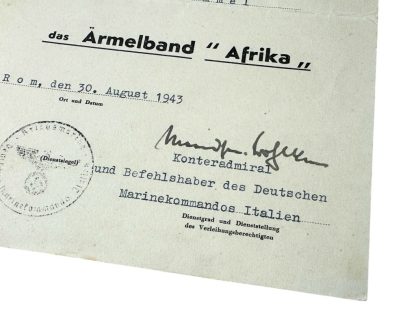 das Ärmelband „ Afrika „
Rom, den 30. August 1943
Ort und Datum
(Dienstsiegel)
Konteradmiral
und Befehlshaber des Deutschen
Marinekommandos Italien
Dienstgrad und Dienststellung
des Verleihungsberechtigten